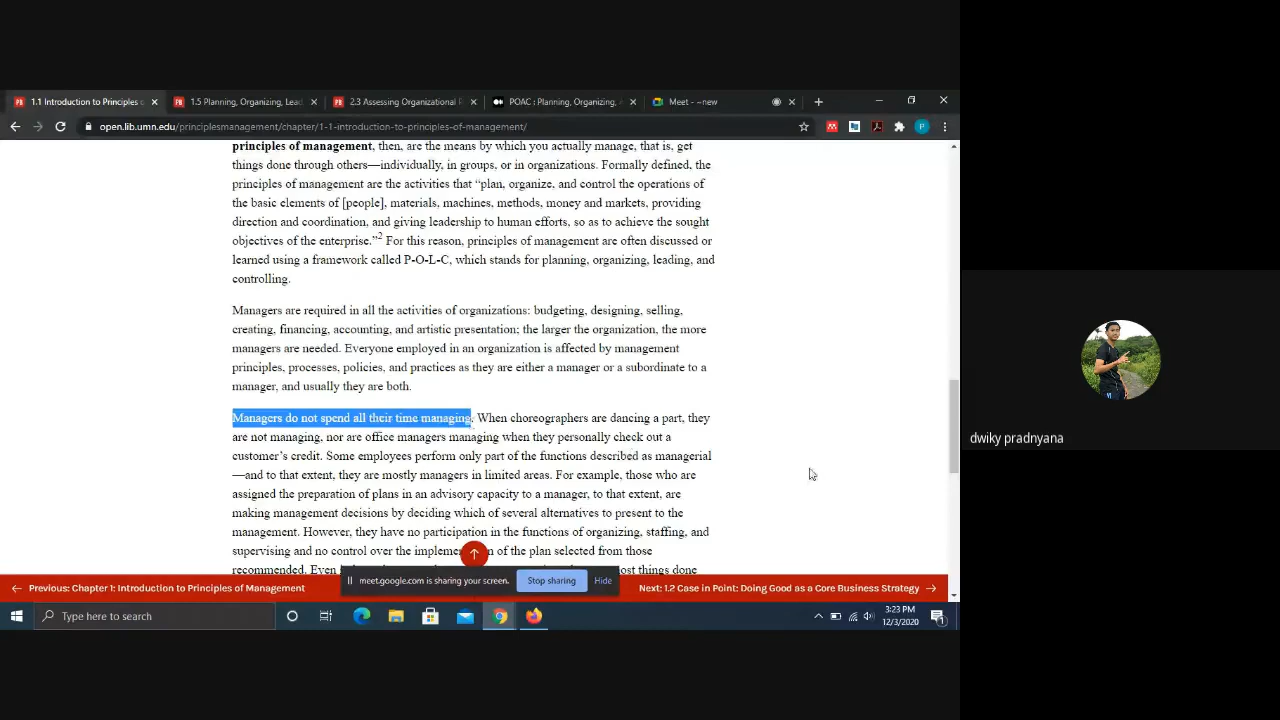 1.1 Introduction to Principles o
1.5 Planning, Organizing, Lead
2.3 Assessing Organizational
POAC : Planning, Organizing,
Meet - ~new
open.lib.umn.edu/principlesmanagement/chapter/1-1-introduction-to-principles-of-management/
P
principles of management, then, are the means by which you actually manage, that is, get
things done through others—individually, in groups, or in organizations. Formally defined, the
principles of management are the activities that “plan, organize, and control the operations of
the basic elements of [people], materials, machines, methods, money and markets, providing
direction and coordination, and giving leadership to human efforts, so as to achieve the sought
objectives of the enterprise.”2 For this reason, principles of management are often discussed or
learned using a framework called P-O-L-C, which stands for planning, organizing, leading, and
controlling.
Managers are required in all the activities of organizations: budgeting, designing, selling,
creating, financing, accounting, and artistic presentation; the larger the organization, the more
managers are needed. Everyone employed in an organization is affected by management
principles, processes, policies, and practices as they are either a manager or a subordinate to a
manager, and usually they are both.
Managers do not spend all their time managing. When choreographers are dancing a part, they
are not managing, nor are office managers managing when they personally check out a
customer’s credit. Some employees perform only part of the functions described as managerial
—and to that extent, they are mostly managers in limited areas. For example, those who are
assigned the preparation of plans in an advisory capacity to a manager, to that extent, are
making management decisions by deciding which of several alternatives to present to the
management. However, they have no participation in the functions of organizing, staffing, and
supervising and no control over the implemen n of the plan selected from those
recommended. Even ost things done
meet.google.com is sharing your screen.
Stop sharing
Hide
Previous: Chapter 1: Introduction to Principles of Management
Next: 1.2 Case in Point: Doing Good as a Core Business Strategy
Type here to search
3:23 PM
12/3/2020
dwiky pradnyana